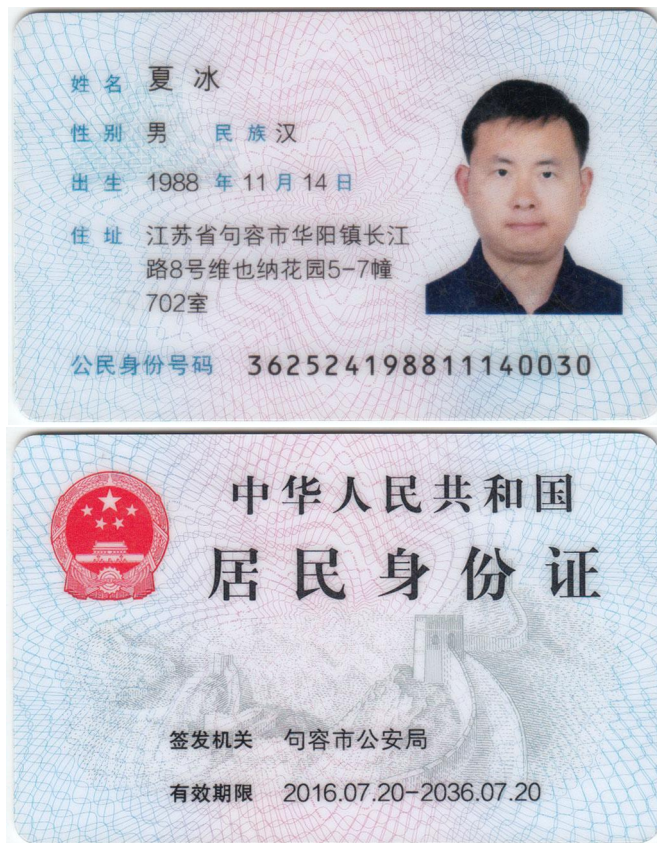 姓名 夏冰
性别 男 民族 汉
出生 1988 年 11 月 14 日
住址 江苏省句容市华阳镇长江
路8号维也纳花园5-7幢
702室
公民身份号码 362524198811140030
中华人民共和国
居民身份证
签发机关 句容市公安局
有效期限 2016.07.20-2036.07.20